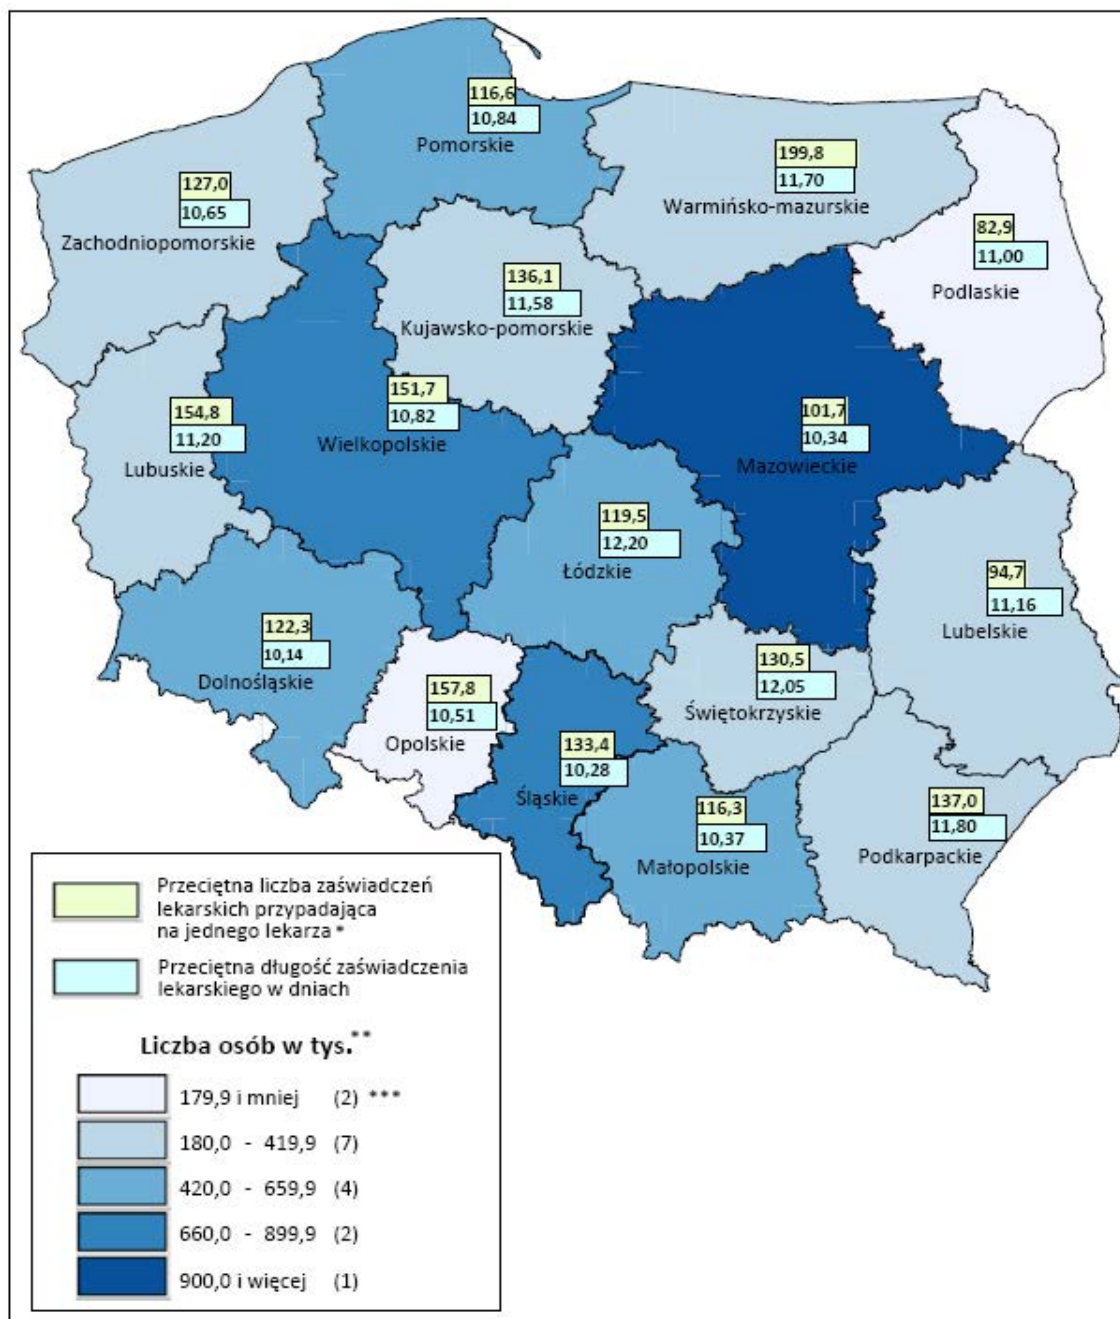 116,6
10,84
Pomorskie
199,8
11,70
Warmińsko-mazurskie
127,0
10,65
Zachodniopomorskie
82,9
11,00
Podlaskie
136,1
11,58
Kujawsko-pomorskie
151,7
10,82
Wielkopolskie
154,8
11,20
Lubuskie
101,7
10,34
Mazowieckie
119,5
12,20
Łódzkie
94,7
11,16
Lubelskie
122,3
10,14
Dolnośląskie
130,5
12,05
Świętokrzyskie
157,8
10,51
Opolskie
133,4
10,28
Śląskie
116,3
10,37
Małopolskie
137,0
11,80
Podkarpackie
Przeciętna liczba zaświadczeń
lekarskich przypadająca
na jednego lekarza *
Przeciętna długość zaświadczenia
lekarskiego w dniach
Liczba osób w tys.**
179,9 i mniej (2) ***
180,0 - 419,9 (7)
420,0 - 659,9 (4)
660,0 - 899,9 (2)
900,0 i więcej (1)